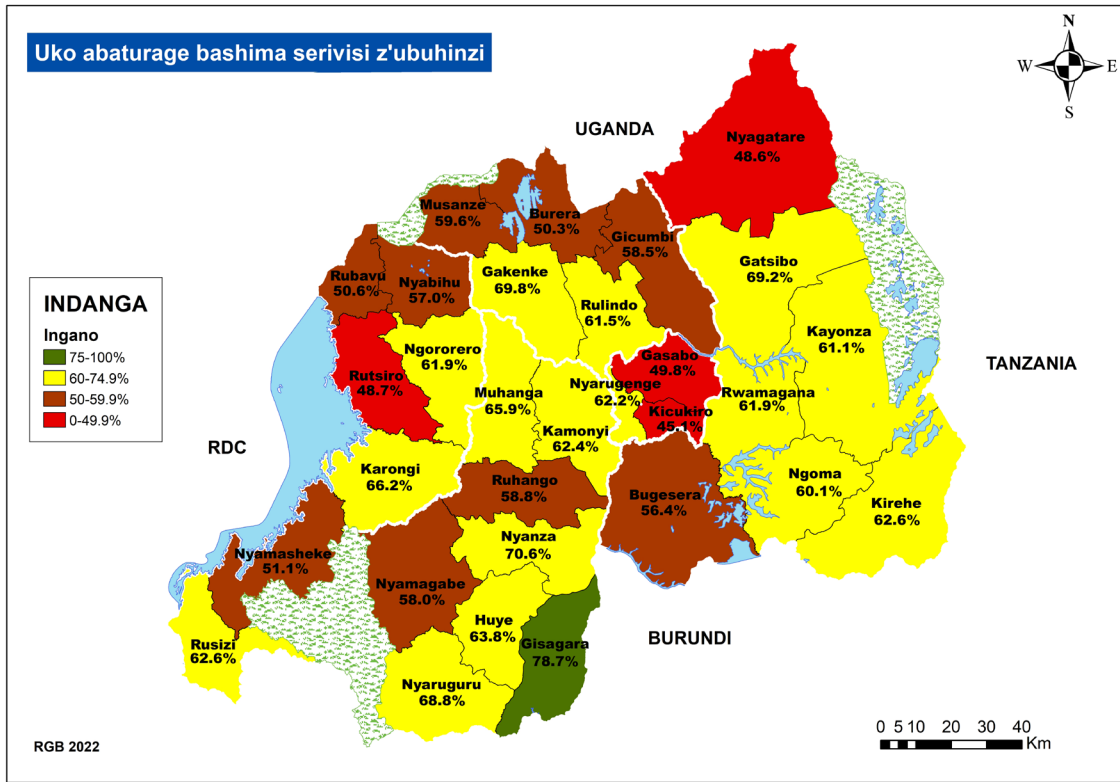 Uko abaturage bashima serivisi z'ubuhinzi
N
W
E
S
UGANDA
Nyagatare
48.6%
Musanze
59.6%
Burera
50.3%
Gicumbi
58.5%
Gatsibo
69.2%
Rubavu
50.6%
Nyabihu
57.0%
Gakenke
69.8%
Rulindo
61.5%
Kayonza
61.1%
INDANGA
Ingano
75-100%
60-74.9%
50-59.9%
0-49.9%
Ngororero
61.9%
Rutsiro
48.7%
Gasabo
49.8%
TANZANIA
Muhanga
65.9%
Nyarugenge
62.2%
Kicukiro
45.1%
Rwamagana
61.9%
Kamonyi
62.4%
RDC
Karongi
66.2%
Ruhango
58.8%
Bugesera
56.4%
Ngoma
60.1%
Kirehe
62.6%
Nyanza
70.6%
Nyamasheke
51.1%
Nyamagabe
58.0%
Huye
63.8%
Gisagara
78.7%
BURUNDI
Rusizi
62.6%
Nyaruguru
68.8%
RGB 2022
0 5 10 20 30 40
Km